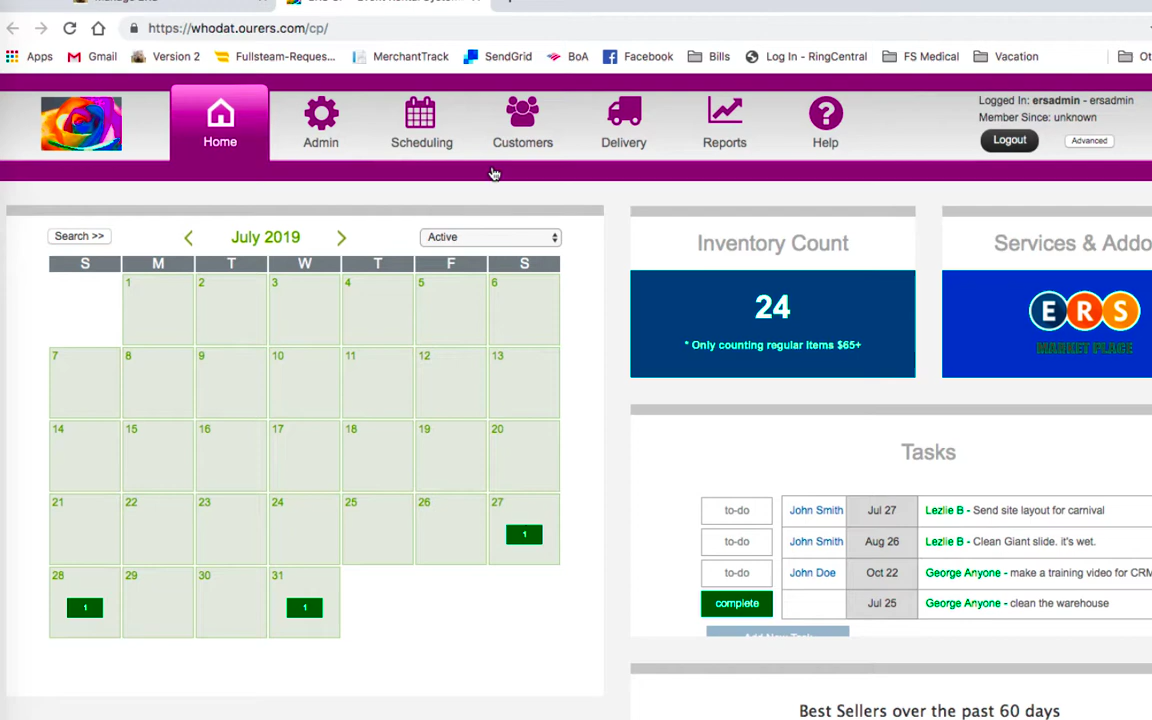 https://whodat.ourers.com/cp/
Apps
Gmail
Version 2
Fullsteam-Reques...
MerchantTrack
SendGrid
BoA
Facebook
Bills
Log In - RingCentral
FS Medical
Vacation
Home
Admin
Scheduling
Customers
Delivery
Reports
Help
Logged In: ersadmin - ersadmin
Member Since: unknown
Logout
Advanced
Search >>
July 2019
Active
S M T W T F S
1 2 3 4 5 6
7 8 9 10 11 12 13
14 15 16 17 18 19 20
21 22 23 24 25 26 27
1
28 29 30 31
1 1
Inventory Count
24
* Only counting regular Items $65+
Services & Addo
E R S
MARKET PLACE
Tasks
to-do John Smith Jul 27 Lezlie B - Send site layout for carnival
to-do John Smith Aug 26 Lezlie B - Clean Giant slide. it's wet.
to-do John Doe Oct 22 George Anyone - make a training video for CRM
complete Jul 25 George Anyone - clean the warehouse
Add New Task
Best Sellers over the past 60 days